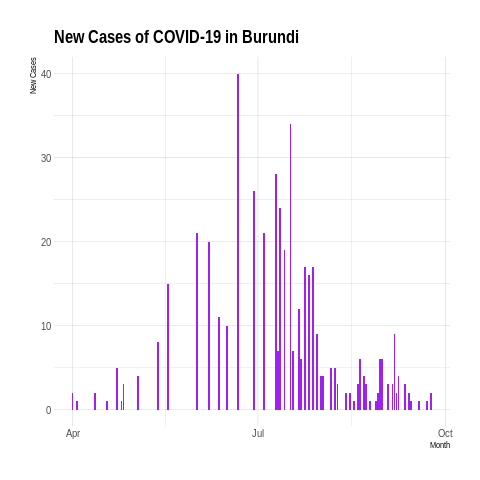 New Cases of COVID-19 in Burundi
New Cases
40
30
20
10
0
Apr
Jul
Oct
Month